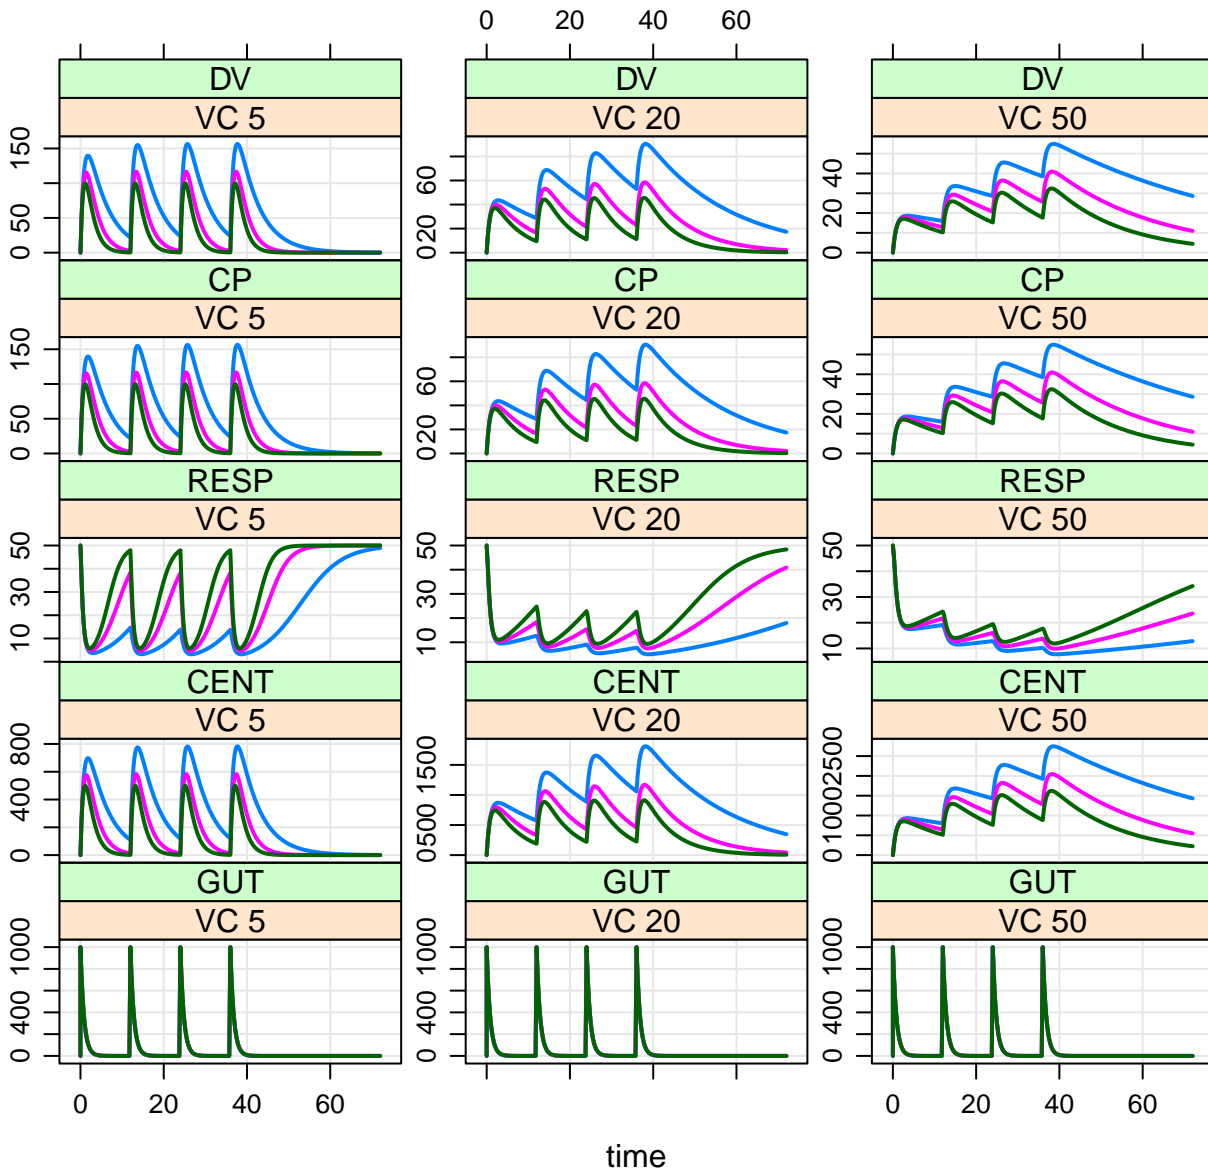 0 20 40 60
DV DV DV
VC 5 VC 20 VC 50
0 50 150 0 20 60 0 20 40
CP CP CP
VC 5 VC 20 VC 50
0 50 150 0 20 60 0 20 40
RESP RESP RESP
VC 5 VC 20 VC 50
10 30 50 10 30 50 10 30 50
CENT CENT CENT
VC 5 VC 20 VC 50
0 400 800 0 500 1500 0 1000 2500
GUT GUT GUT
VC 5 VC 20 VC 50
0 400 1000 0 400 1000 0 400 1000
0 20 40 60 0 20 40 60
time